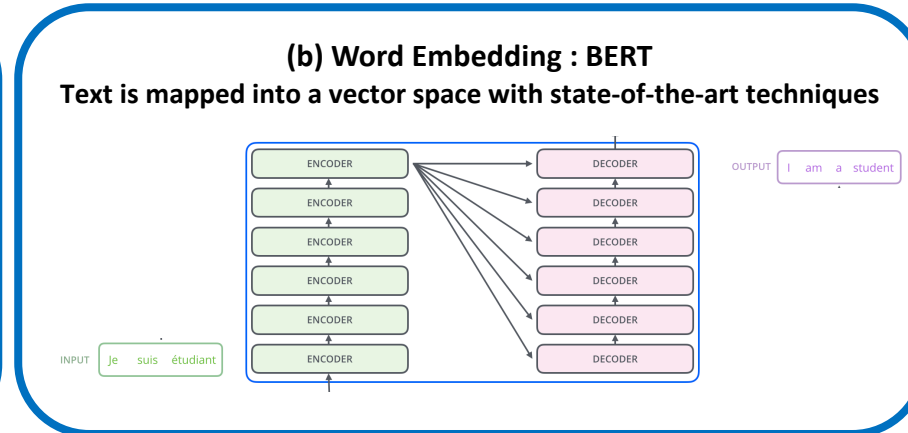 (b) Word Embedding : BERT
Text is mapped into a vector space with state-of-the-art techniques
ENCODER DECODER
OUTPUT I am a student
ENCODER DECODER
ENCODER DECODER
ENCODER DECODER
ENCODER DECODER
INPUT Je suis étudiant
ENCODER DECODER